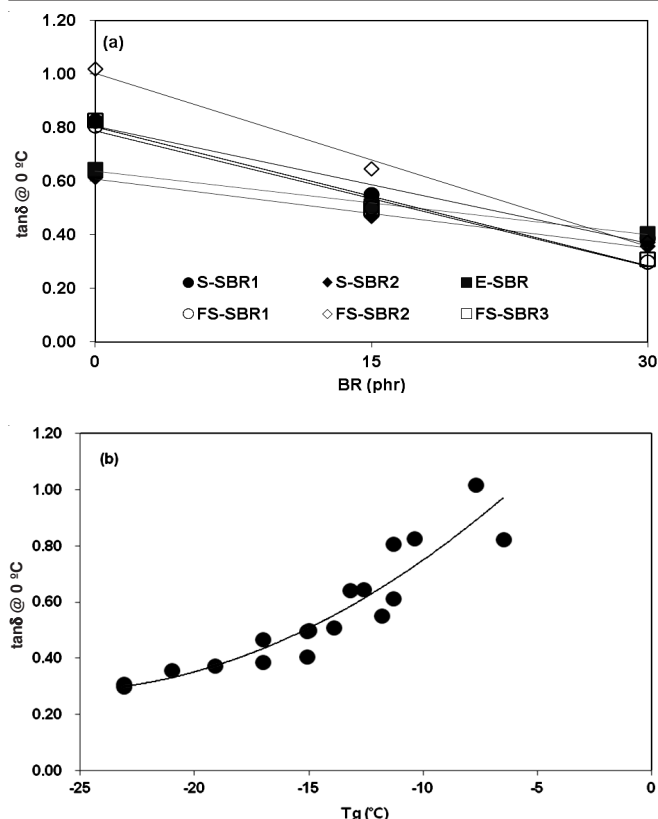 1.20
(a)
1.00
0.80
0.60
0.40
0.20
0.00
tanδ @ 0 ºC
S-SBR1 S-SBR2 E-SBR
FS-SBR1 FS-SBR2 FS-SBR3
0 15 30
BR (phr)
1.20
(b)
1.00
0.80
0.60
0.40
0.20
0.00
tanδ @ 0 ºC
-25 -20 -15 -10 -5 0
Tg (℃)